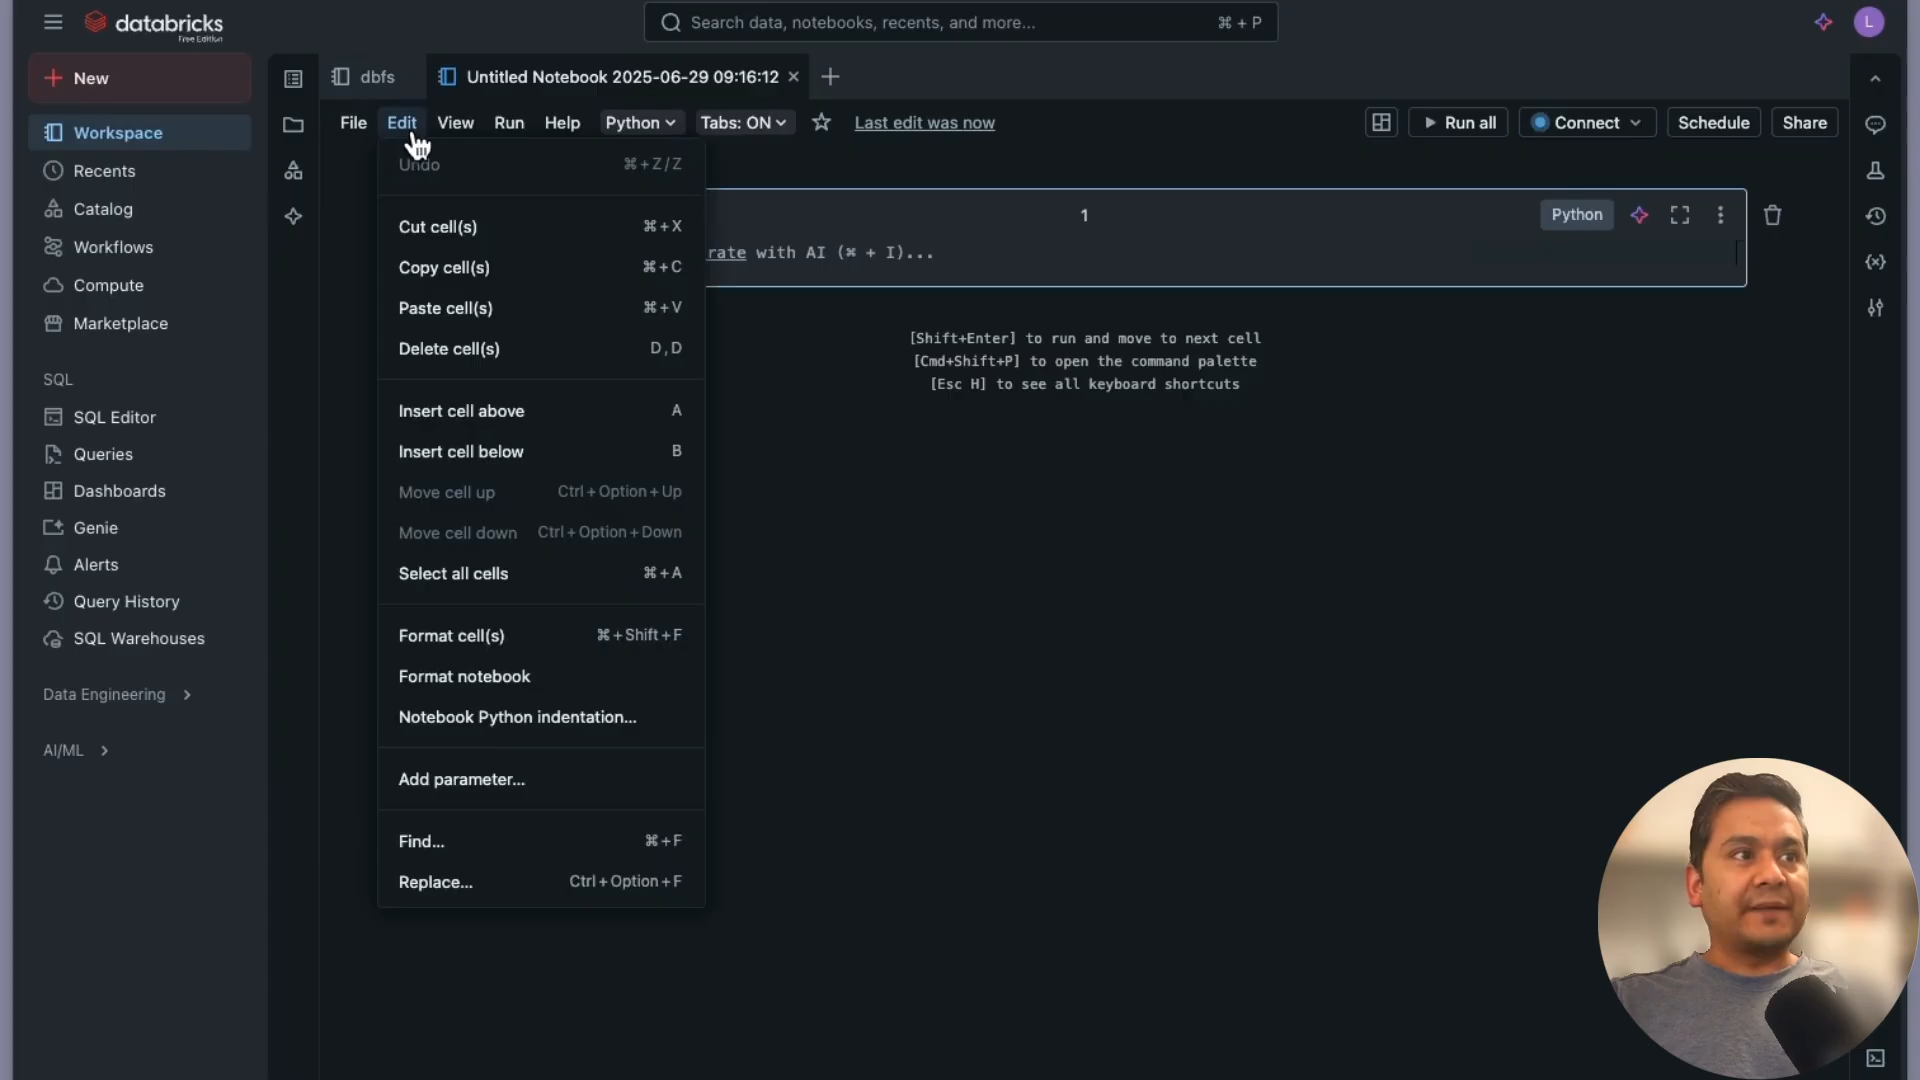 databricks
Free Edition
Search data, notebooks, recents, and more...
⌘ + P
L
New
Workspace
Recents
Catalog
Workflows
Compute
Marketplace
SQL
SQL Editor
Queries
Dashboards
Genie
Alerts
Query History
SQL Warehouses
Data Engineering
AI/ML
dbfs
Untitled Notebook 2025-06-29 09:16:12
File Edit View Run Help Python Tabs: ON Last edit was now
Run all Connect Schedule Share
Undo ⌘+Z/Z
Cut cell(s) ⌘+X
Copy cell(s) ⌘+C
Paste cell(s) ⌘+V
Delete cell(s) D,D
Insert cell above A
Insert cell below B
Move cell up Ctrl+Option+Up
Move cell down Ctrl+Option+Down
Select all cells ⌘+A
Format cell(s) ⌘+Shift+F
Format notebook
Notebook Python indentation...
Add parameter...
Find... ⌘+F
Replace... Ctrl+Option+F
1
Python
rate with AI (⌘ + I)...
[Shift+Enter] to run and move to next cell
[Cmd+Shift+P] to open the command palette
[Esc H] to see all keyboard shortcuts